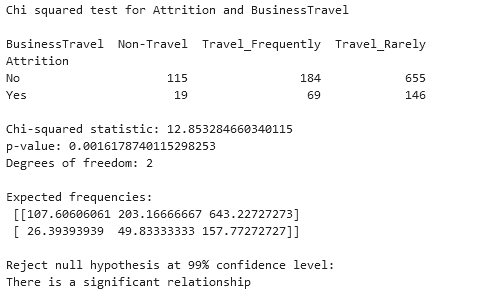 Chi squared test for Attrition and BusinessTravel
BusinessTravel Non-Travel Travel_Frequently Travel_Rarely
Attrition
No 115 184 655
Yes 19 69 146
Chi-squared statistic: 12.853284660340115
p-value: 0.0016178740115298253
Degrees of freedom: 2
Expected frequencies:
[[107.60606061 203.16666667 643.22727273]
[ 26.39393939 49.83333333 157.77272727]]
Reject null hypothesis at 99% confidence level:
There is a significant relationship